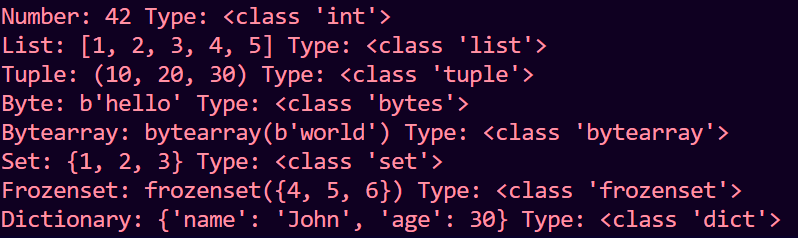 Number: 42 Type: <class 'int'>
List: [1, 2, 3, 4, 5] Type: <class 'list'>
Tuple: (10, 20, 30) Type: <class 'tuple'>
Byte: b'hello' Type: <class 'bytes'>
Bytearray: bytearray(b'world') Type: <class 'bytearray'>
Set: {1, 2, 3} Type: <class 'set'>
Frozenset: frozenset({4, 5, 6}) Type: <class 'frozenset'>
Dictionary: {'name': 'John', 'age': 30} Type: <class 'dict'>